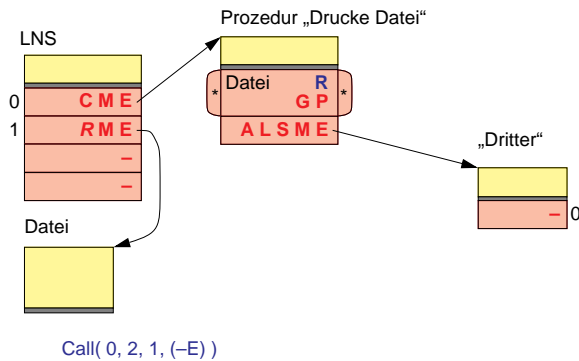 Prozedur „Drucke Datei“
LNS
Datei R
* G P *
0 C M E
1 R M E
A L S M E
„Dritter“
–
–
– 0
Datei
Call( 0, 2, 1, (–E) )